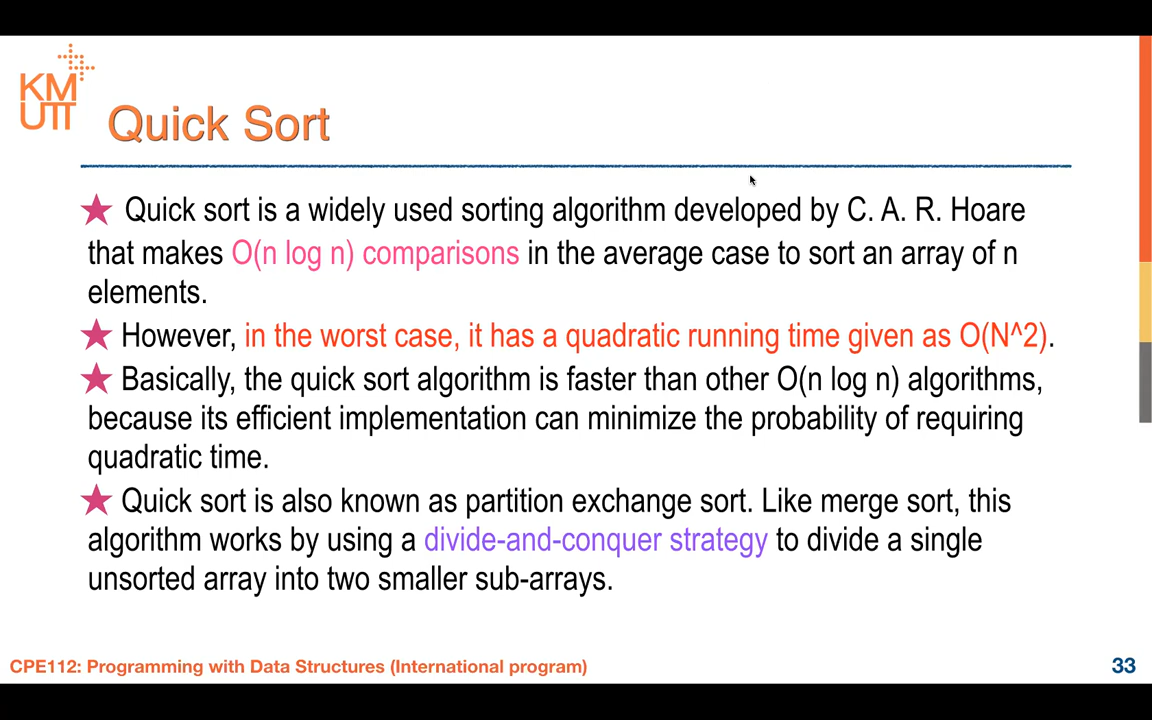 KM
UTT
Quick Sort
★ Quick sort is a widely used sorting algorithm developed by C. A. R. Hoare
that makes O(n log n) comparisons in the average case to sort an array of n
elements.
★ However, in the worst case, it has a quadratic running time given as O(N^2).
★ Basically, the quick sort algorithm is faster than other O(n log n) algorithms,
because its efficient implementation can minimize the probability of requiring
quadratic time.
★ Quick sort is also known as partition exchange sort. Like merge sort, this
algorithm works by using a divide-and-conquer strategy to divide a single
unsorted array into two smaller sub-arrays.
CPE112: Programming with Data Structures (International program)
33